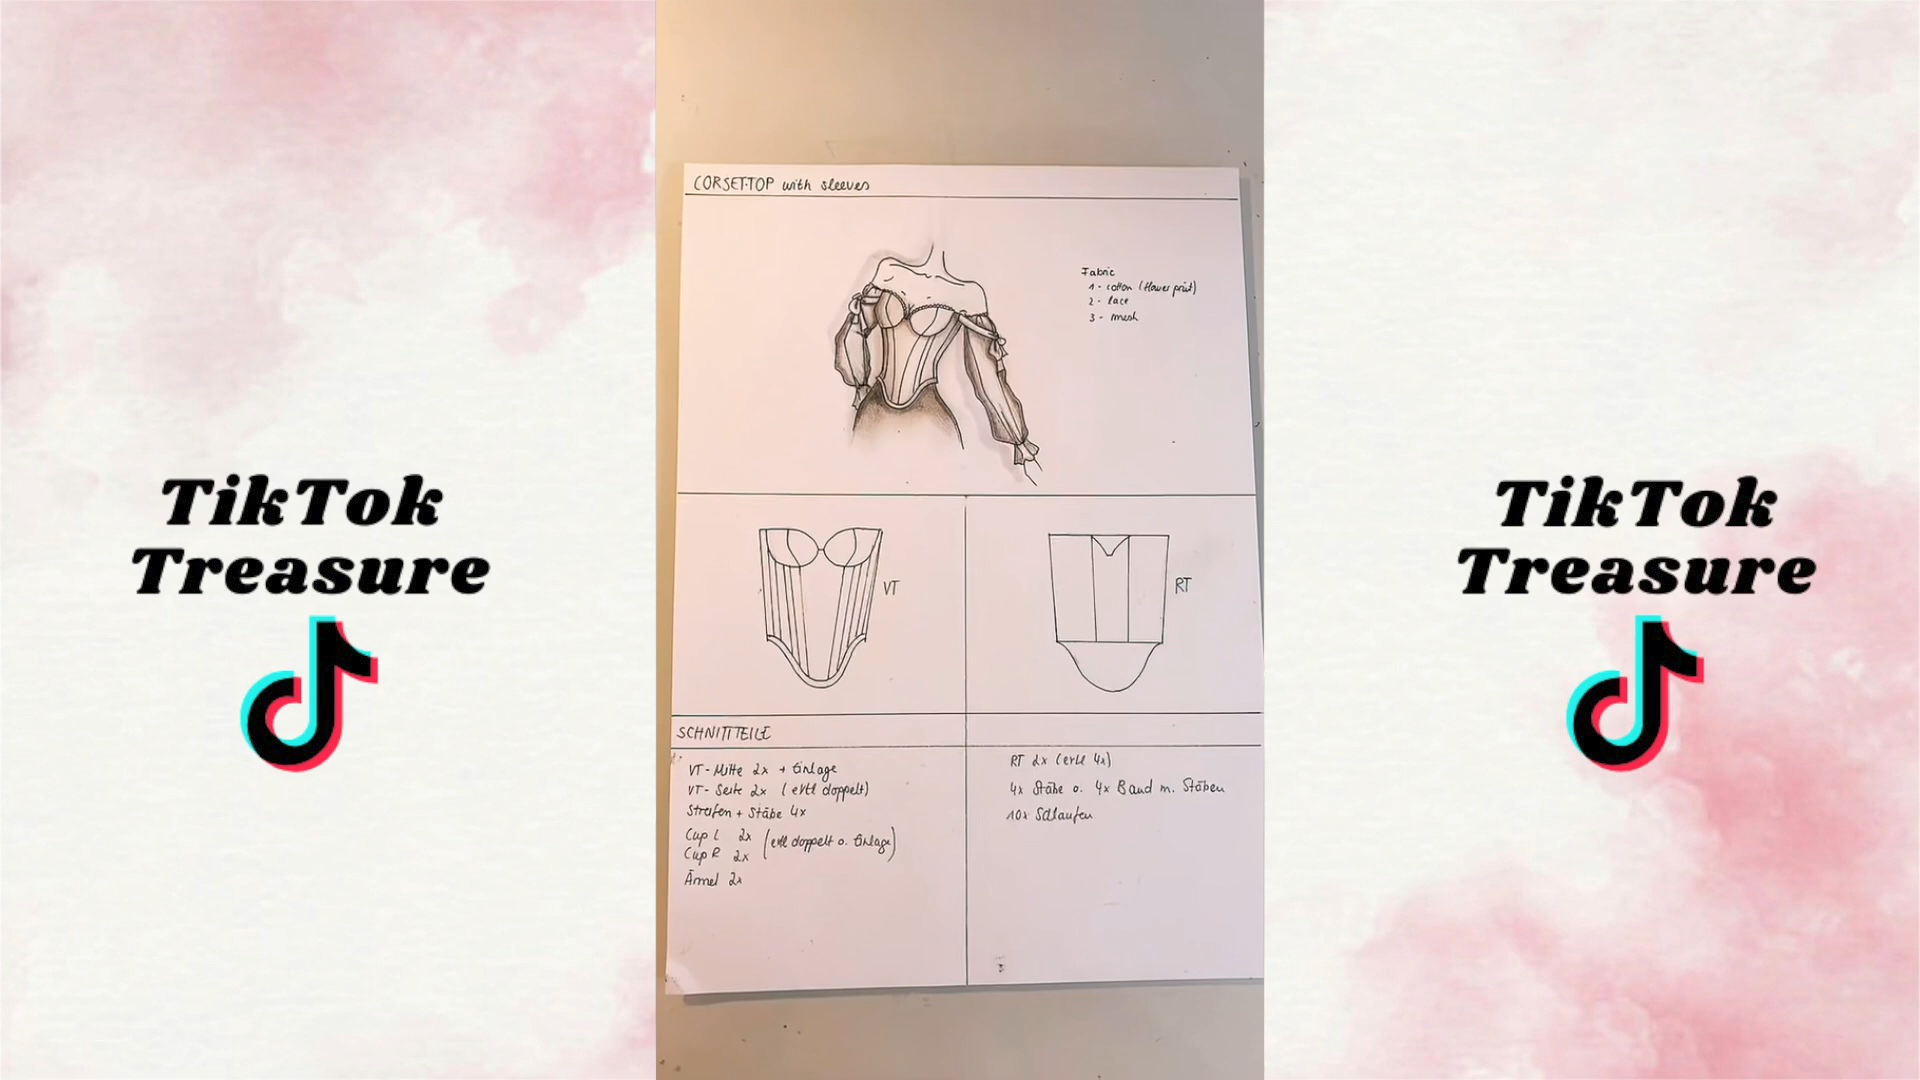 TikTok
Treasure
CORSET-TOP with sleeves
Fabric
1 - cotton (flower print)
2 - lace
3 - mesh
VT
RT
SCHNITTTEILE
VT - Mitte 2x + Einlage
VT - Seite 2x (evtl doppelt)
Streifen + Stäbe 4x
Cup L 2x
Cup R 2x
(evtl doppelt o. Einlage)
Ärmel 2x
RT 2x (evtl 4x)
4x Stäbe o. 4x Band m. Stäben
10x Schlaufen
TikTok
Treasure